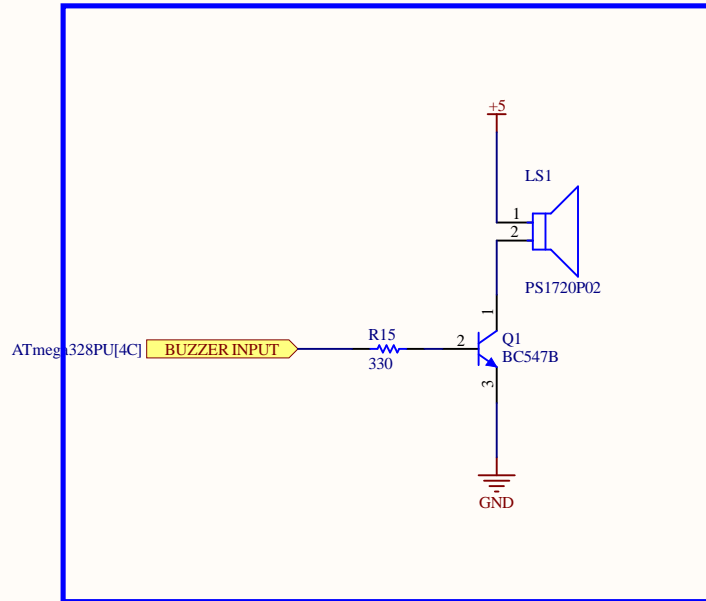 +5
LS1
1
2
PS1720P02
1
R15
2
Q1
ATmega328PU[4C]
BUZZER INPUT
330
BC547B
3
GND